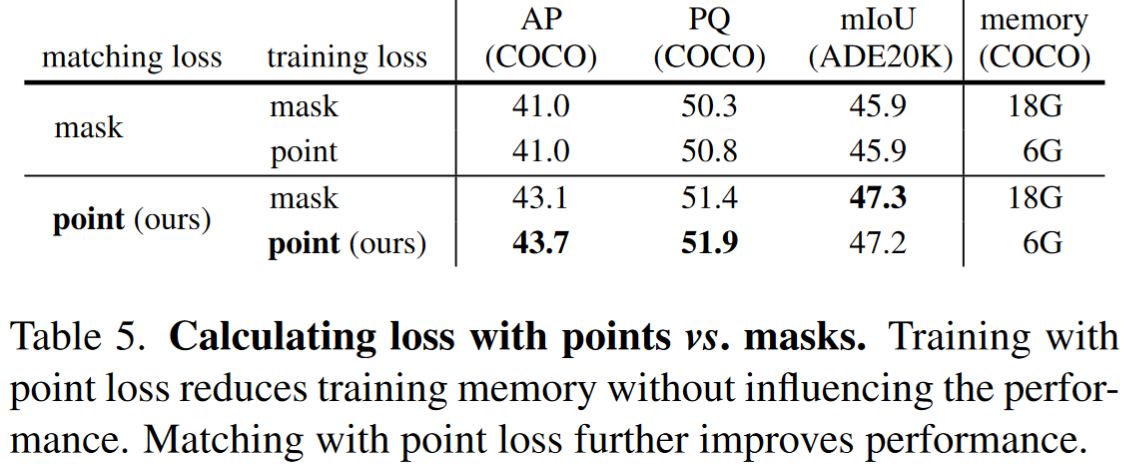 AP PQ mIoU memory
matching loss training loss (COCO) (COCO) (ADE20K) (COCO)
mask mask 41.0 50.3 45.9 18G
point 41.0 50.8 45.9 6G
point (ours) mask 43.1 51.4 47.3 18G
point (ours) 43.7 51.9 47.2 6G
Table 5. Calculating loss with points vs. masks. Training with
point loss reduces training memory without influencing the perfor-
mance. Matching with point loss further improves performance.